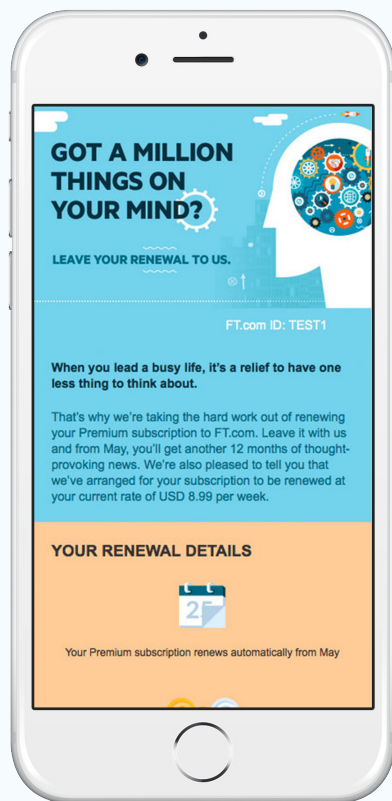 GOT A MILLION
THINGS ON
YOUR MIND?
LEAVE YOUR RENEWAL TO US.
FT.com ID: TEST1
When you lead a busy life, it's a relief to have one
less thing to think about.
That's why we're taking the hard work out of renewing
your Premium subscription to FT.com. Leave it with us
and from May, you'll get another 12 months of thought-
provoking news. We're also pleased to tell you that
we've arranged for your subscription to be renewed at
your current rate of USD 8.99 per week.
YOUR RENEWAL DETAILS
25
Your Premium subscription renews automatically from May